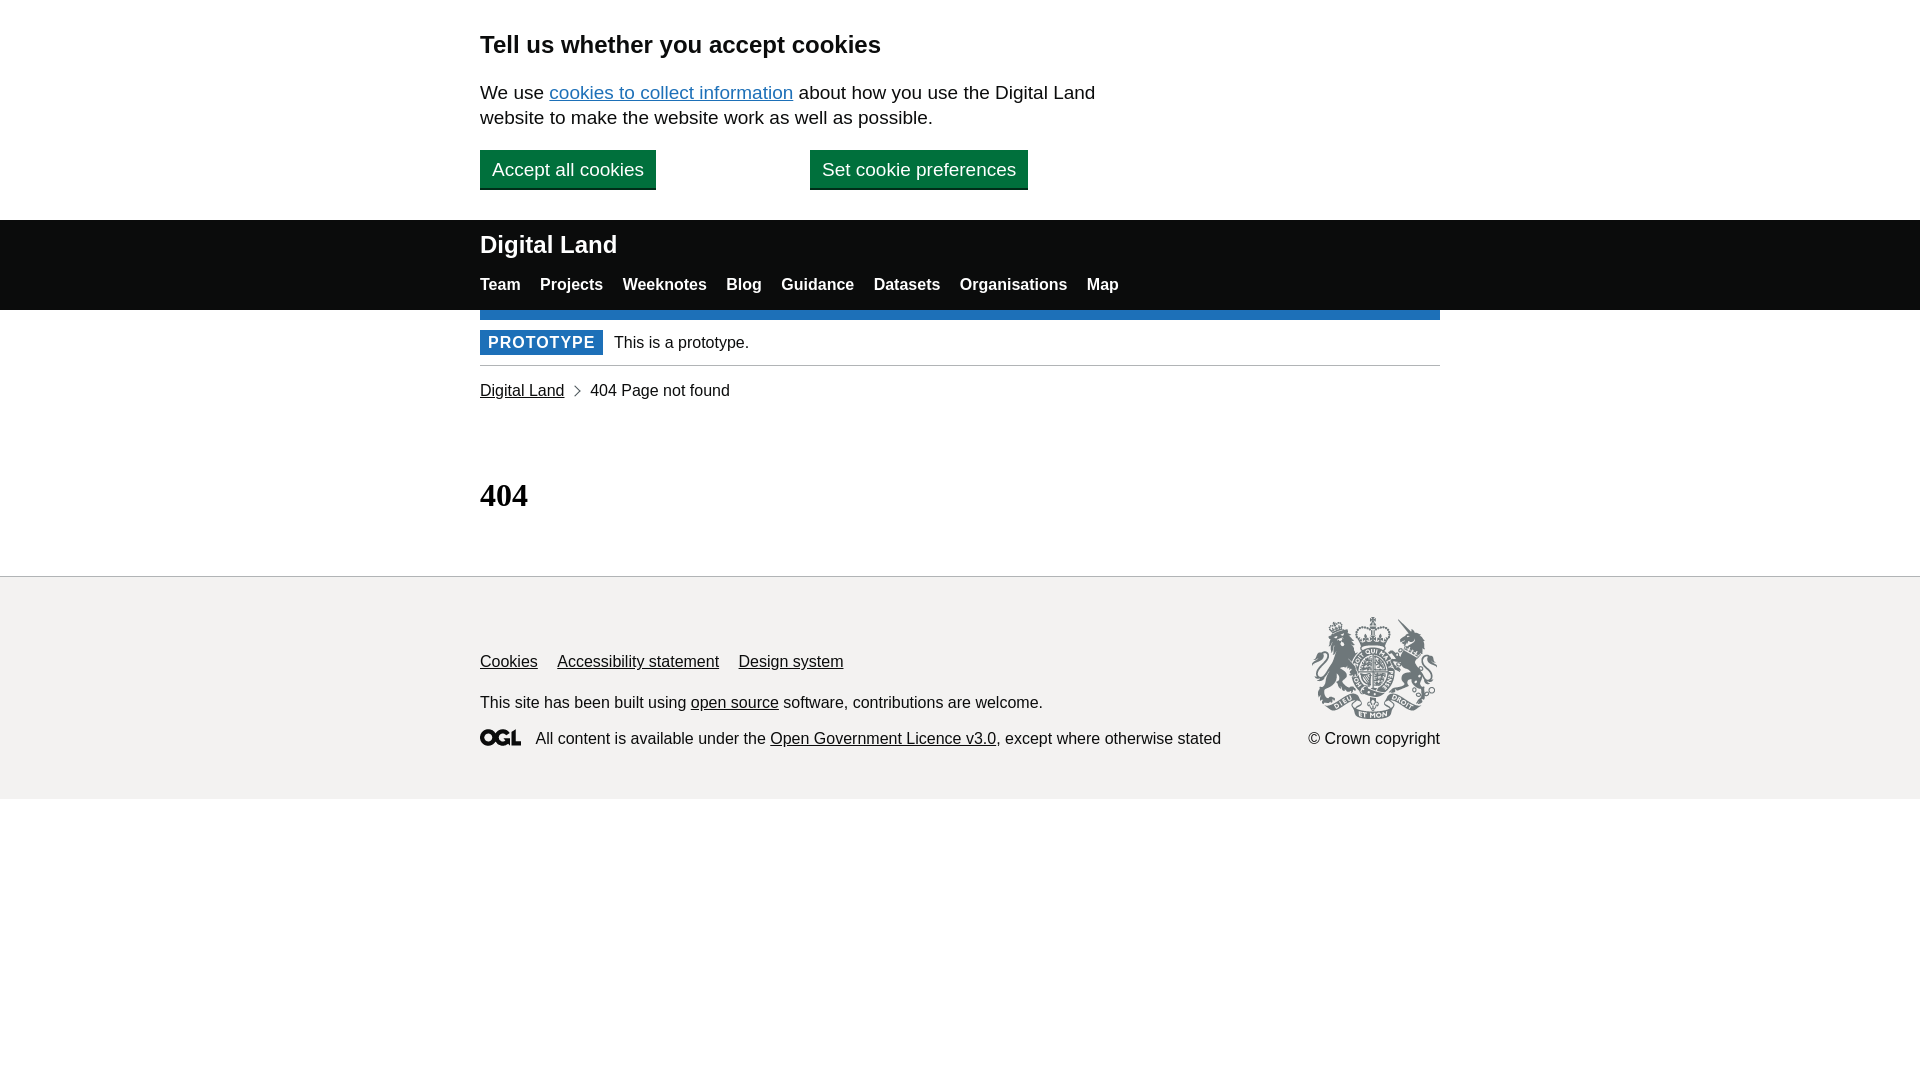 Tell us whether you accept cookies
We use cookies to collect information about how you use the Digital Land
website to make the website work as well as possible.
Accept all cookies Set cookie preferences
Digital Land
Team Projects Weeknotes Blog Guidance Datasets Organisations Map
PROTOTYPE This is a prototype.
Digital Land 404 Page not found
404
Cookies Accessibility statement Design system
This site has been built using open source software, contributions are welcome.
OGL All content is available under the Open Government Licence v3.0, except where otherwise stated
DIEU ET MON DROIT
© Crown copyright